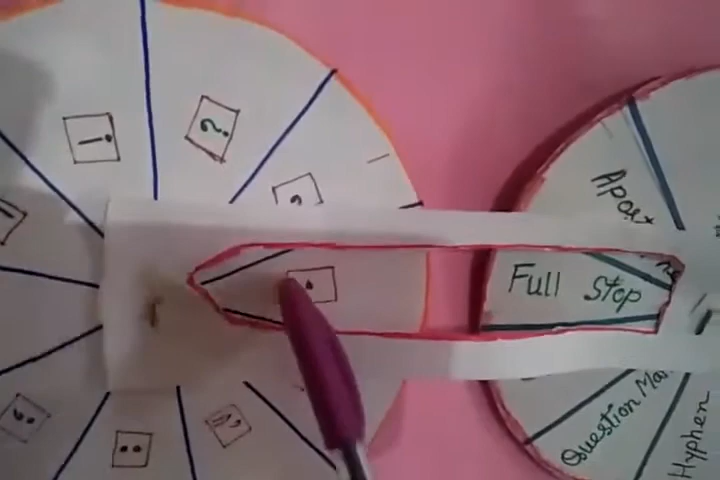 !
?
,
.
Full Stop
Apost
Question Ma
Hyphen
:
;